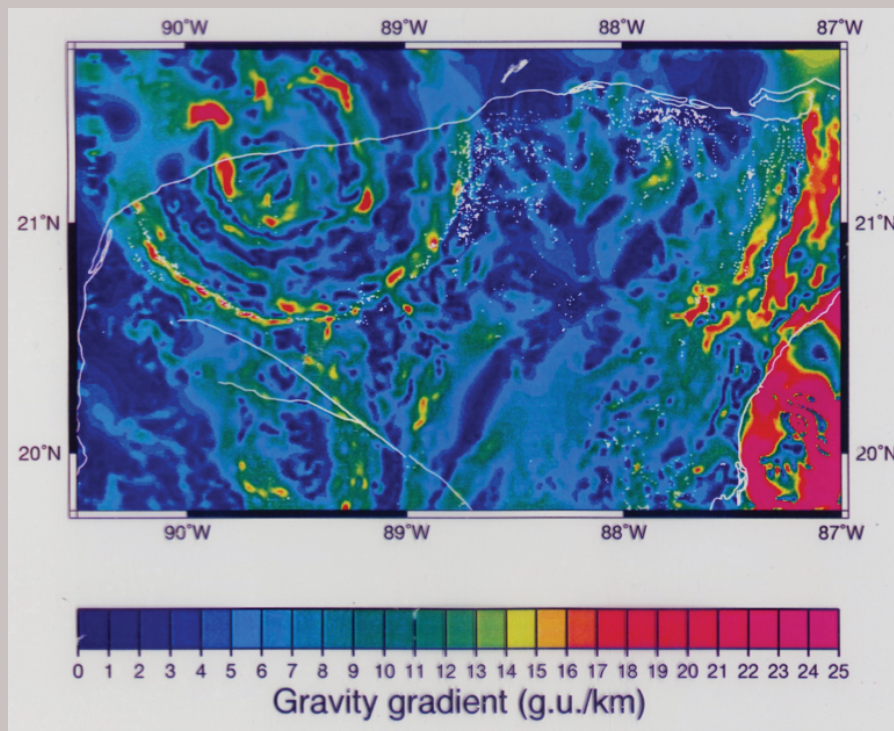 90˚W 89˚W 88˚W 87˚W
21˚N 21˚N
20˚N 20˚N
90˚W 89˚W 88˚W 87˚W
0 1 2 3 4 5 6 7 8 9 10 11 12 13 14 15 16 17 18 19 20 21 22 23 24 25
Gravity gradient (g.u./km)